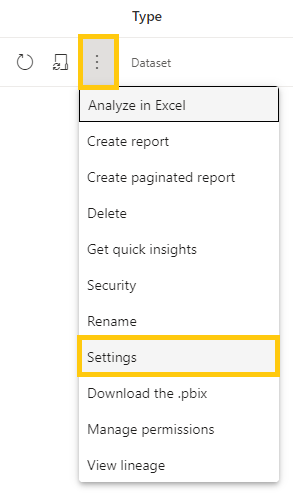 Type
Dataset
Analyze in Excel
Create report
Create paginated report
Delete
Get quick insights
Security
Rename
Settings
Download the .pbix
Manage permissions
View lineage